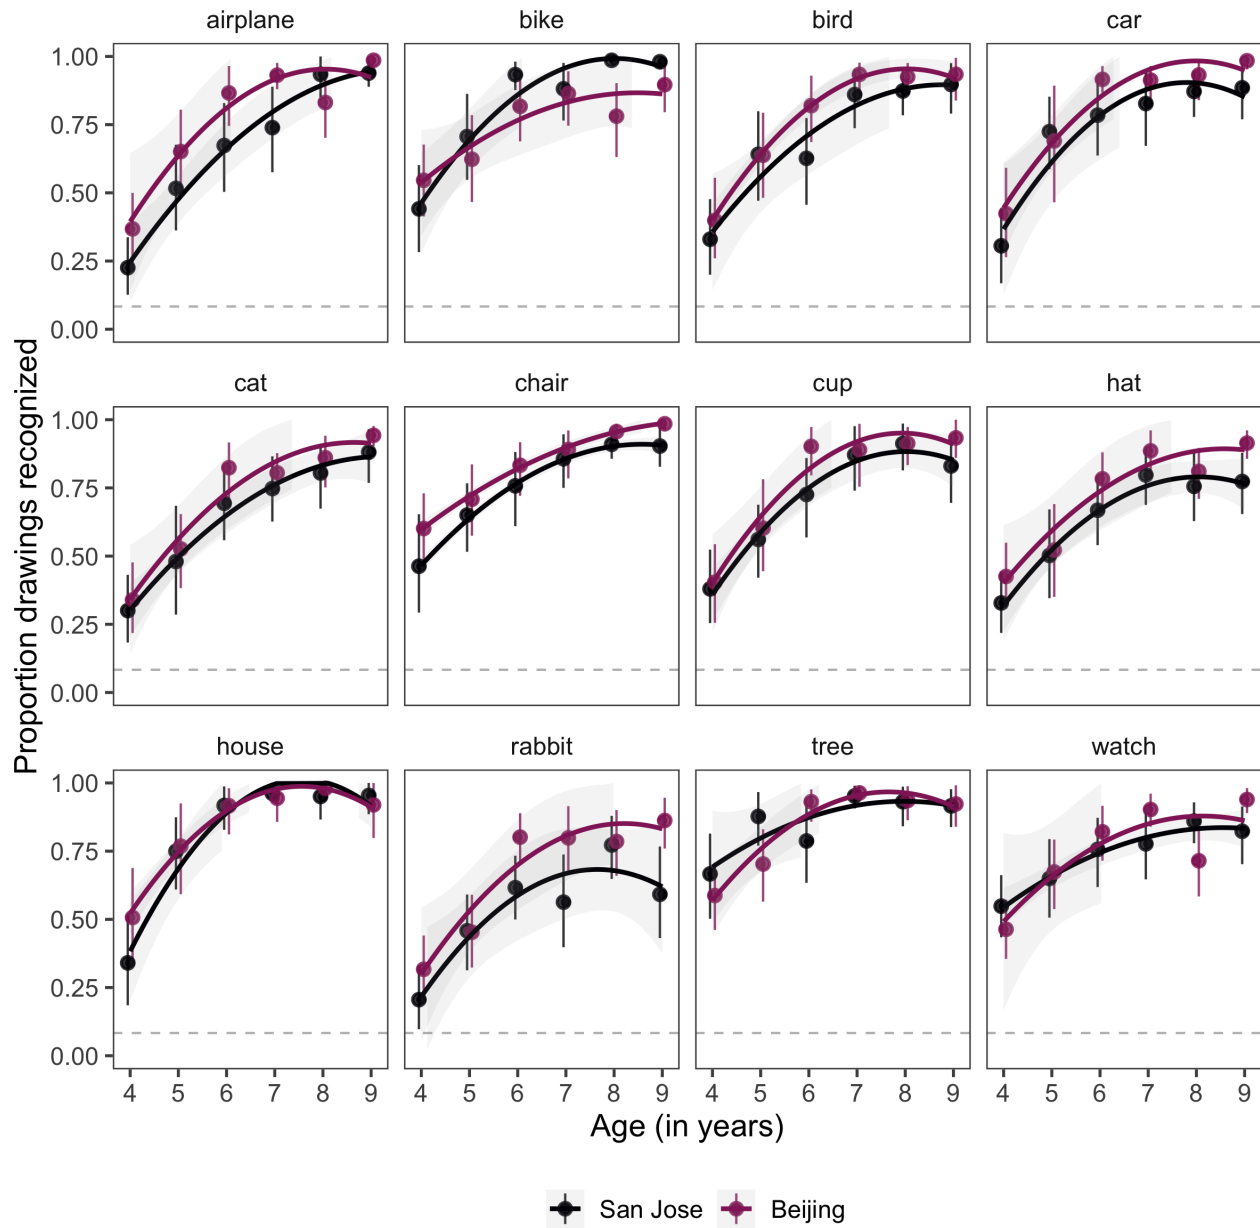 airplane bike bird car
1.00
0.75
0.50
0.25
0.00
cat chair cup hat
1.00
0.75
0.50
0.25
0.00
house rabbit tree watch
1.00
0.75
0.50
0.25
0.00
4 5 6 7 8 9 4 5 6 7 8 9 4 5 6 7 8 9 4 5 6 7 8 9
Proportion drawings recognized
Age (in years)
San Jose Beijing